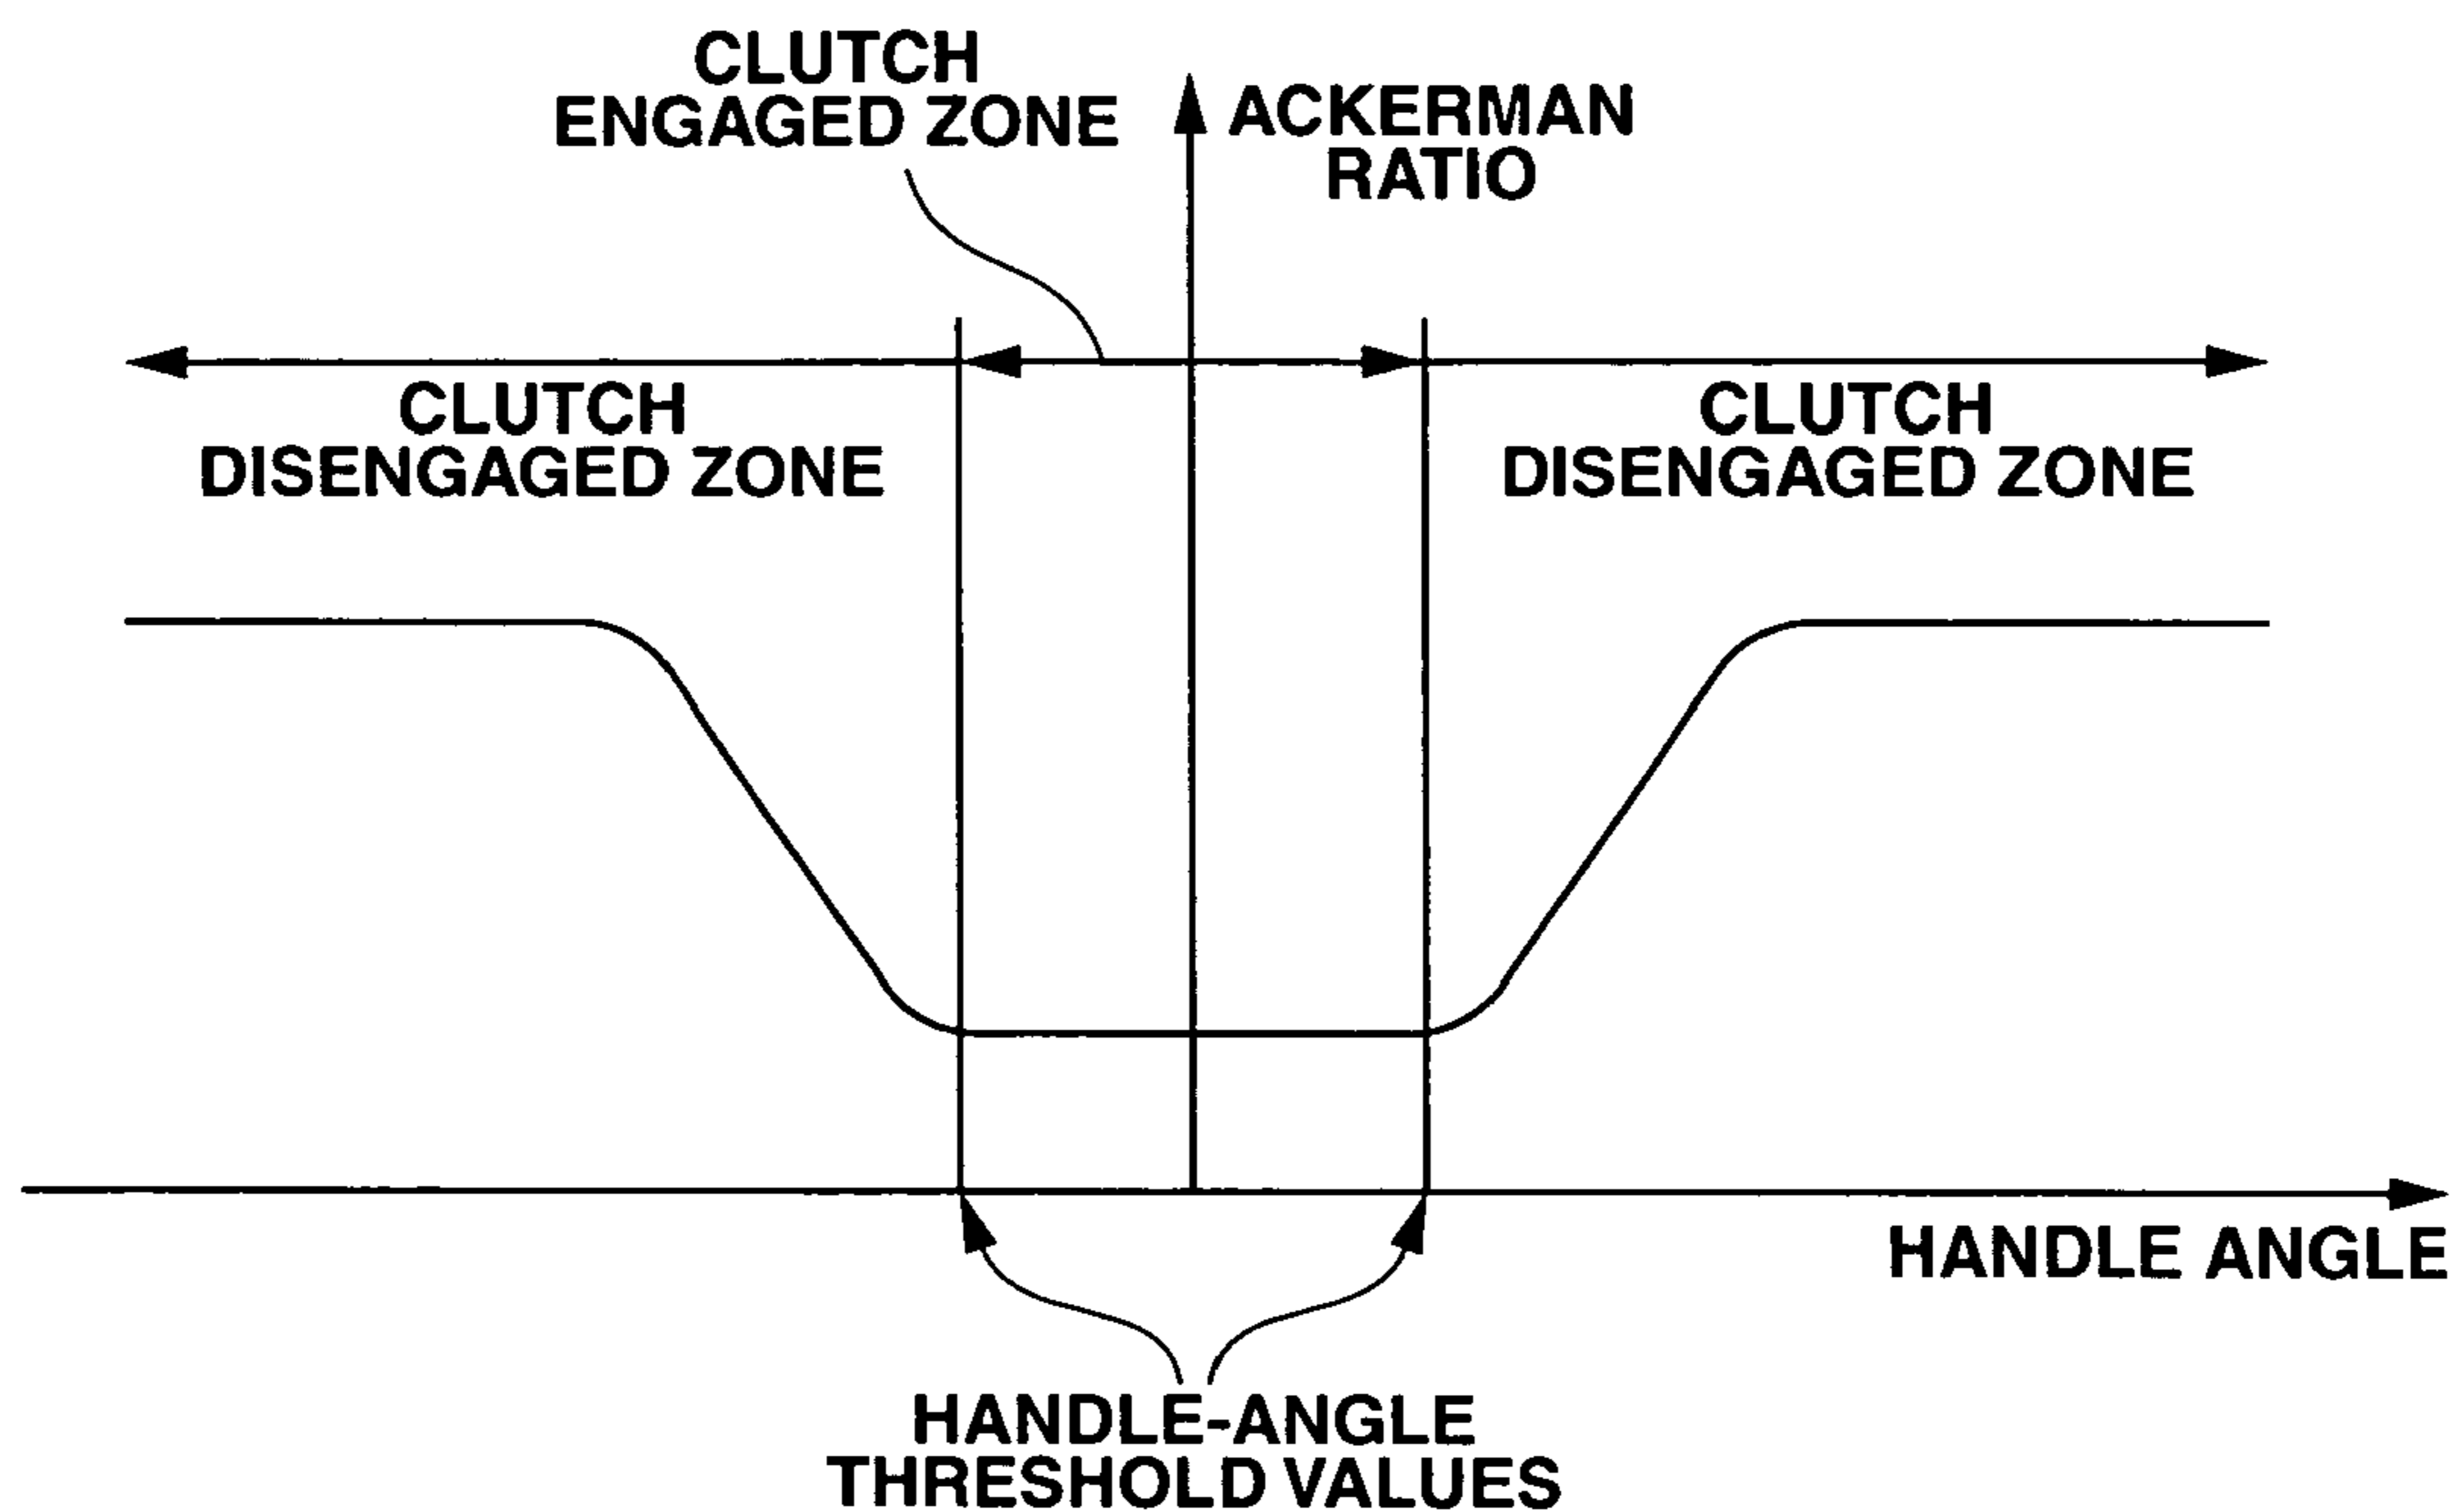 CLUTCH
ENGAGED ZONE
ACKERMAN
RATIO
CLUTCH
DISENGAGED ZONE
CLUTCH
DISENGAGED ZONE
HANDLE ANGLE
HANDLE-ANGLE
THRESHOLD VALUES